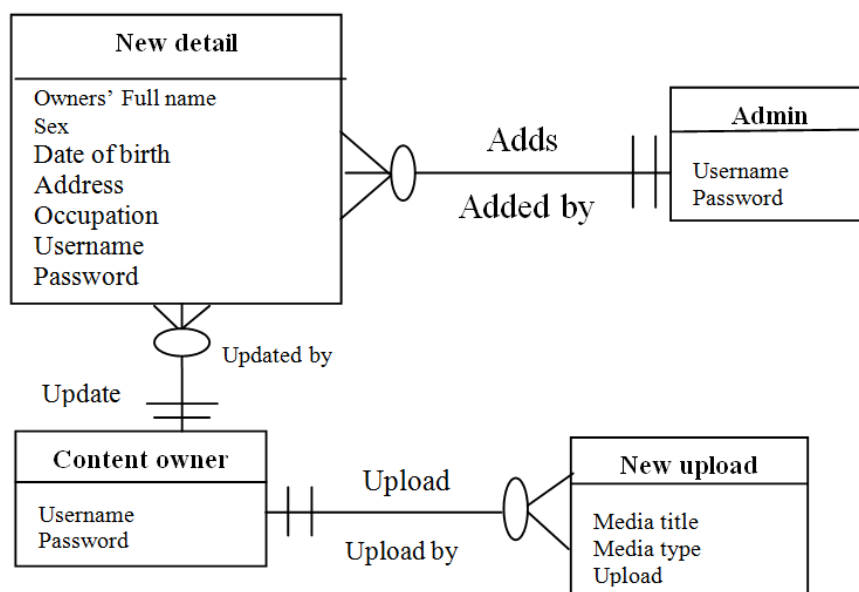 New detail
Owners’ Full name
Sex
Date of birth
Address
Occupation
Username
Password
Adds
Added by
Admin
Username
Password
Updated by
Update
Content owner
Username
Password
Upload
Upload by
New upload
Media title
Media type
Upload